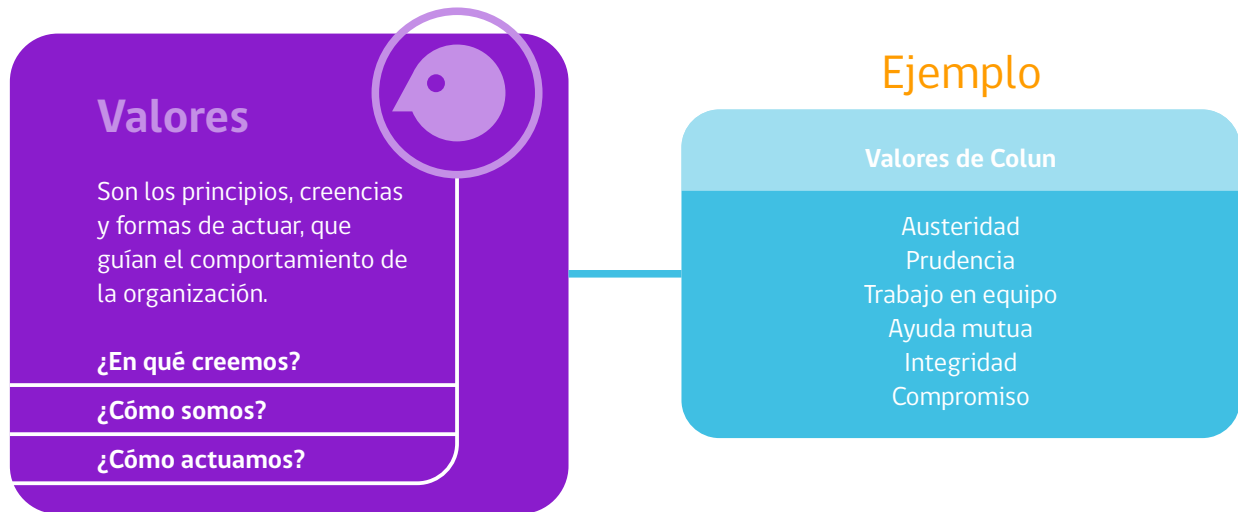 Valores
Son los principios, creencias
y formas de actuar, que
guían el comportamiento de
la organización.
¿En qué creemos?
¿Cómo somos?
¿Cómo actuamos?
Ejemplo
Valores de Colun
Austeridad
Prudencia
Trabajo en equipo
Ayuda mutua
Integridad
Compromiso